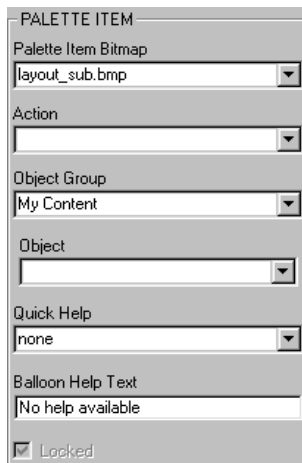 PALETTE ITEM
Palette Item Bitmap
layout_sub.bmp
Action
Object Group
My Content
Object
Quick Help
none
Balloon Help Text
No help available
Locked